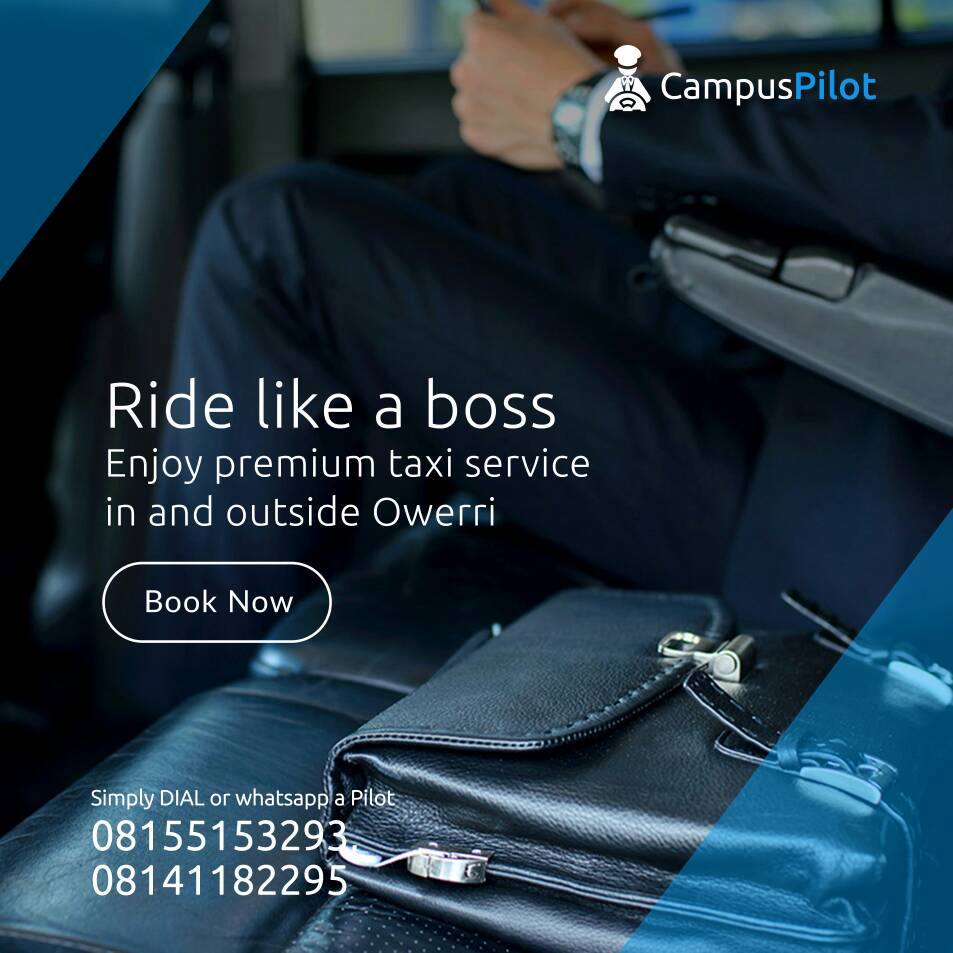 CampusPilot
Ride like a boss
Enjoy premium taxi service
in and outside Owerri
Book Now
Simply DIAL or whatsapp a Pilot
08155153293,
08141182295